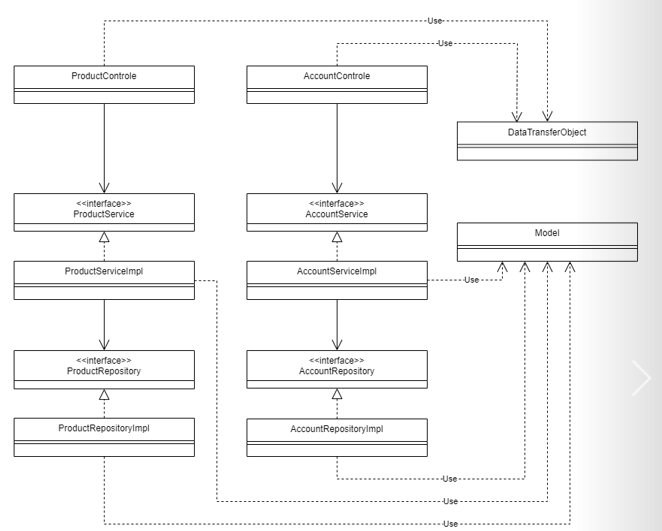 Use
Use
ProductControle
AccountControle
DataTransferObject
<<interface>>
ProductService
<<interface>>
AccountService
Model
ProductServiceImpl
AccountServiceImpl
Use
<<interface>>
ProductRepository
<<interface>>
AccountRepository
ProductRepositoryImpl
AccountRepositoryImpl
Use
Use
Use